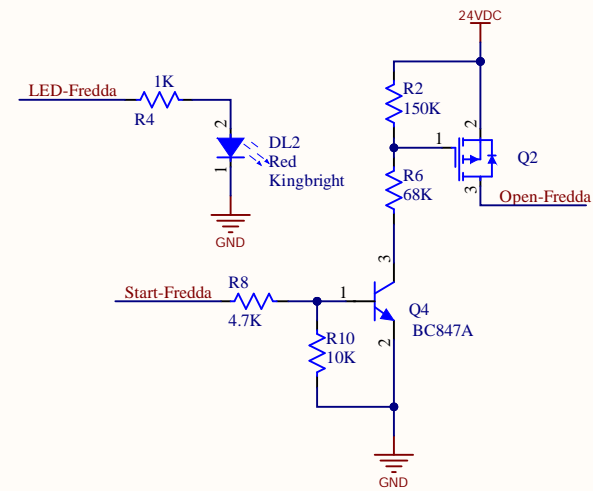 24VDC
LED-Fredda
1K
R4
2
1
DL2
Red
Kingbright
GND
R2
150K
1
2
3
Q2
Open-Fredda
R6
68K
Start-Fredda
R8
4.7K
1
3
2
Q4
BC847A
R10
10K
GND